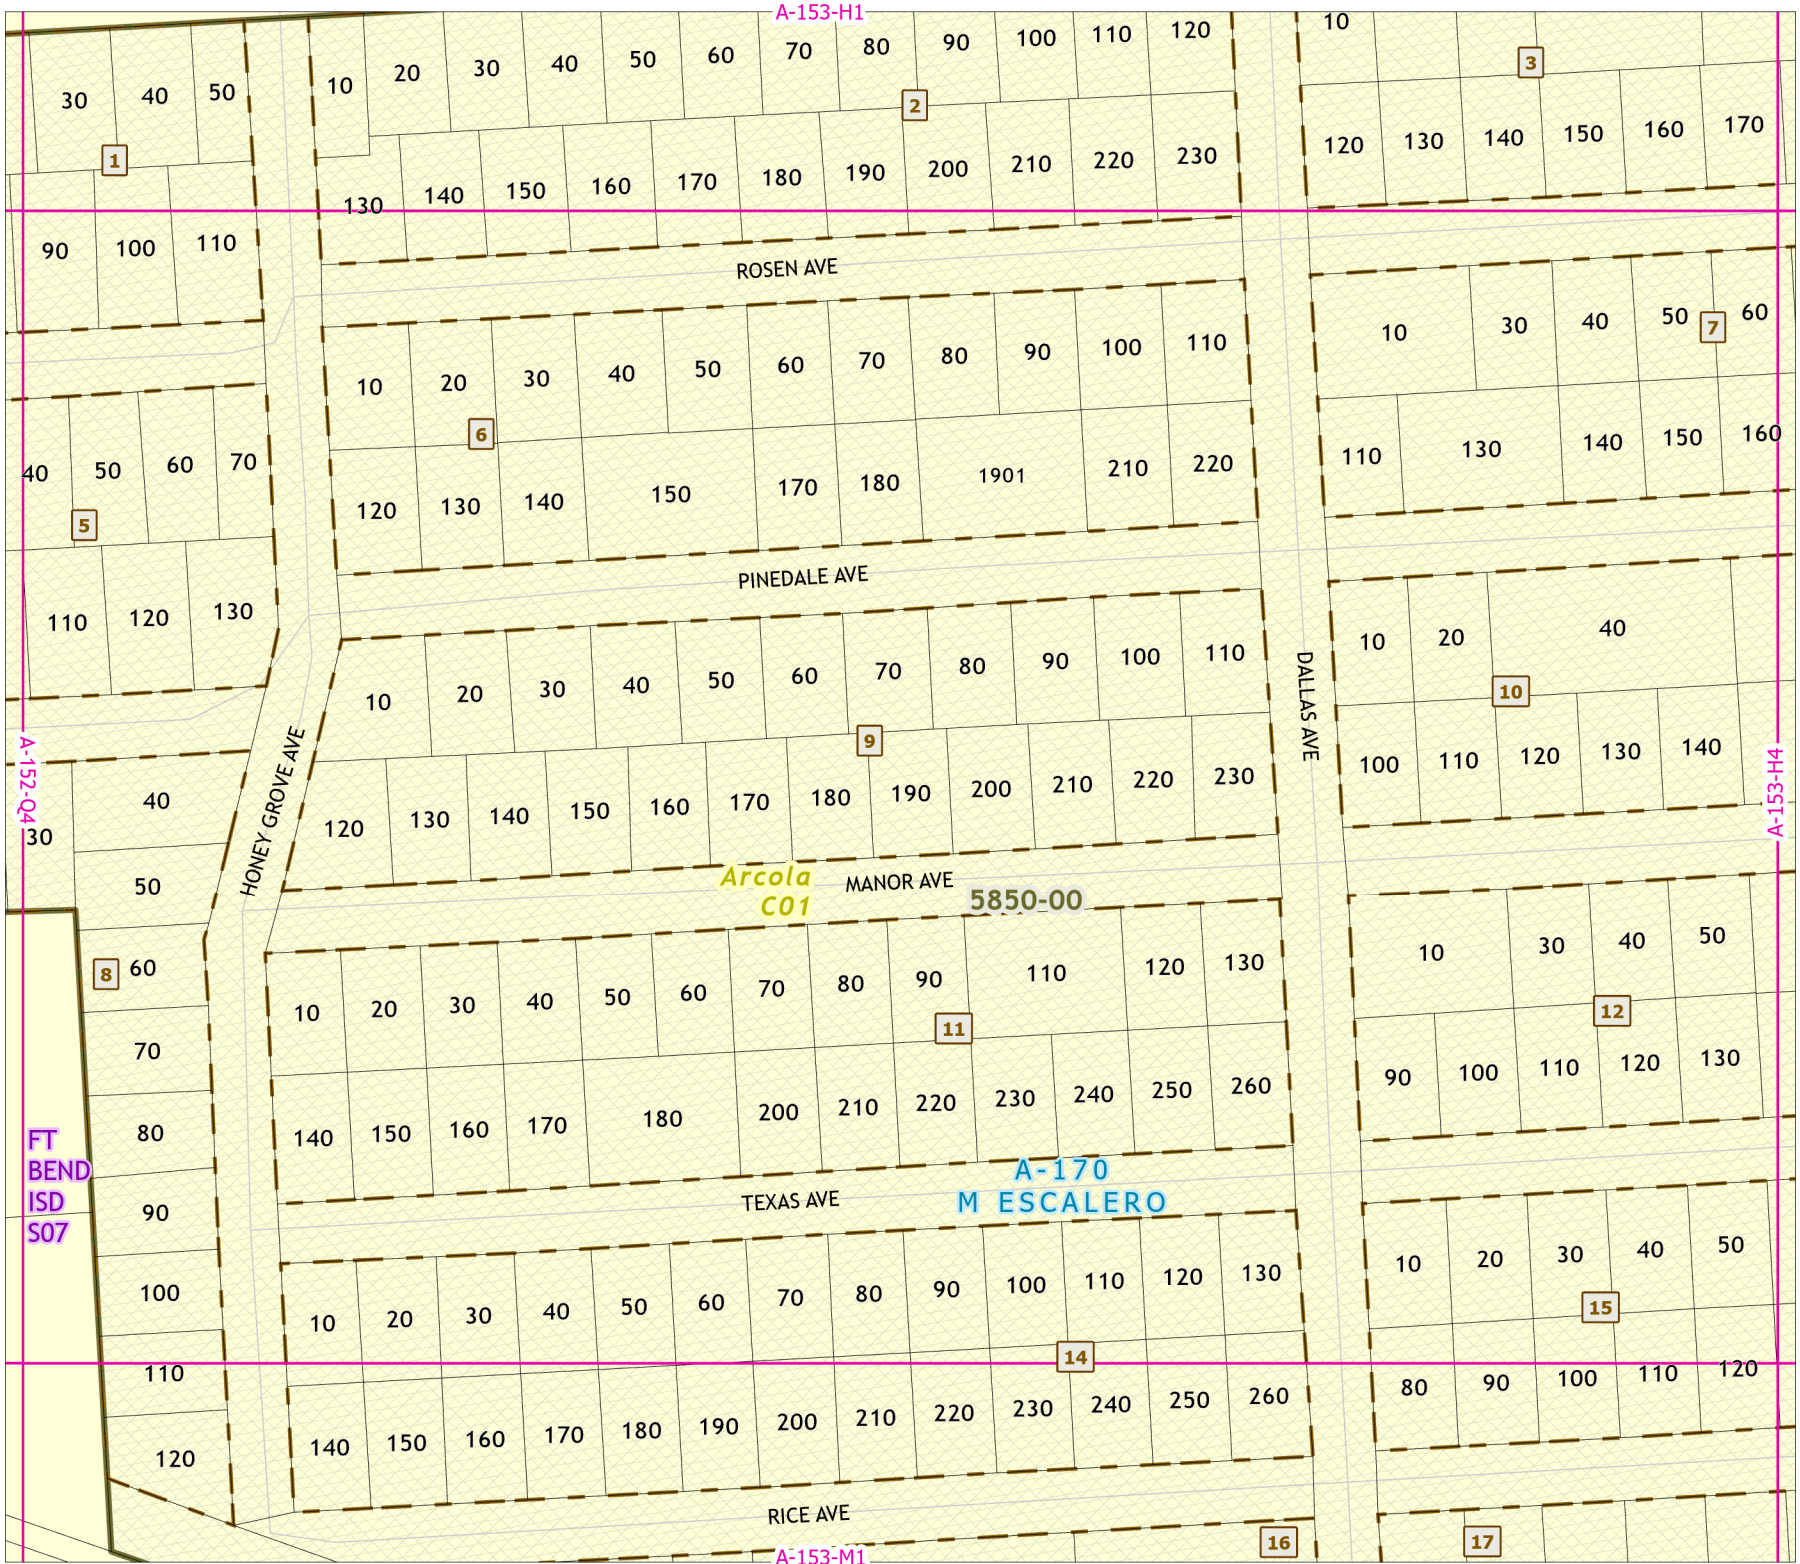 A-153-H1
10 20 30 40 50 60 70 80 90 100 110 120
10
3
30 40 50
2
1
130 140 150 160 170 180 190 200 210 220 230
120 130 140 150 160 170
90 100 110
ROSEN AVE
10 20 30 40 50 60 70 80 90 100 110
10 30 40 50 60
7
6
40 50 60 70
120 130 140 150 170 180 1901 210 220
110 130 140 150 160
5
PINEDALE AVE
110 120 130
10 20 30 40 50 60 70 80 90 100 110
DALLAS AVE
10 20 40
10
9
A-152-Q4
HONEY GROVE AVE
A-153-H4
120 130 140 150 160 170 180 190 200 210 220 230
100 110 120 130 140
30
40
50
Arcola
C01
MANOR AVE
5850-00
8
60
70
80
90
100
110
120
10 20 30 40 50 60 70 80 90 110 120 130
10 30 40 50
11
12
140 150 160 170 180 200 210 220 230 240 250 260
90 100 110 120 130
FT
BEND
ISD
S07
A-170
M ESCALERO
TEXAS AVE
10 20 30 40 50 60 70 80 90 100 110 120 130
10 20 30 40 50
15
14
140 150 160 170 180 190 200 210 220 230 240 250 260
80 90 100 110 120
RICE AVE
16
17
A-153-M1